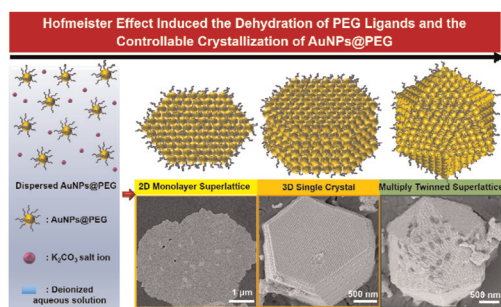 Hofmeister Effect Induced the Dehydration of PEG Ligands and the
Controllable Crystallization of AuNPs@PEG
Dispersed AuNPs@PEG
: AuNPs@PEG
: K₂CO₃ salt ion
: Deionized
aqueous solution
2D Monolayer Superlattice
3D Single Crystal
Multiply Twinned Superlattice
1 μm
500 nm
500 nm